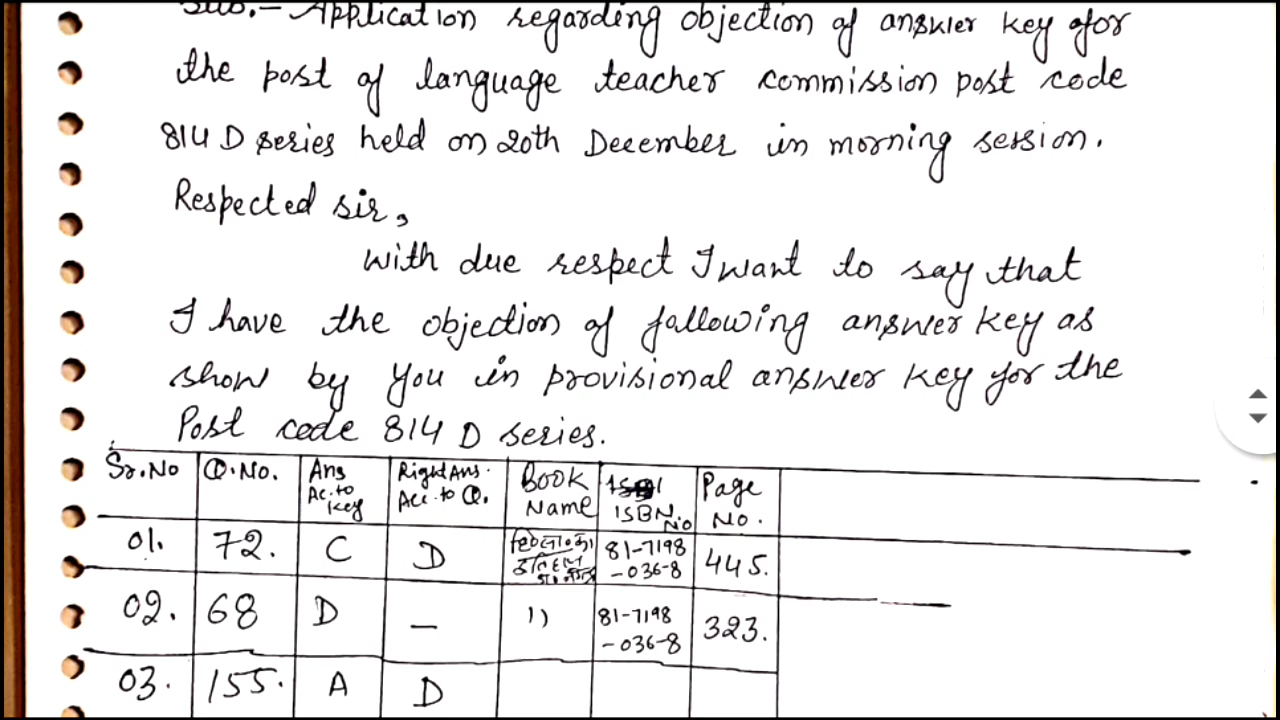 Sub.- Application regarding objection of answer key for
the post of language teacher commission post code
814 D series held on 20th December in morning session.
Respected sir,
with due respect I want to say that
I have the objection of following answer key as
show by you in provisional answer key for the
Post code 814 D series.
Sr.No Q.No. Ans Ac.to Key Right Ans. Acc.to Q. Book Name ISBN No Page No.
01. 72. C D 81-7198-036-8 445.
02. 68 D – 11 81-7198-036-8 323.
03. 155. A D